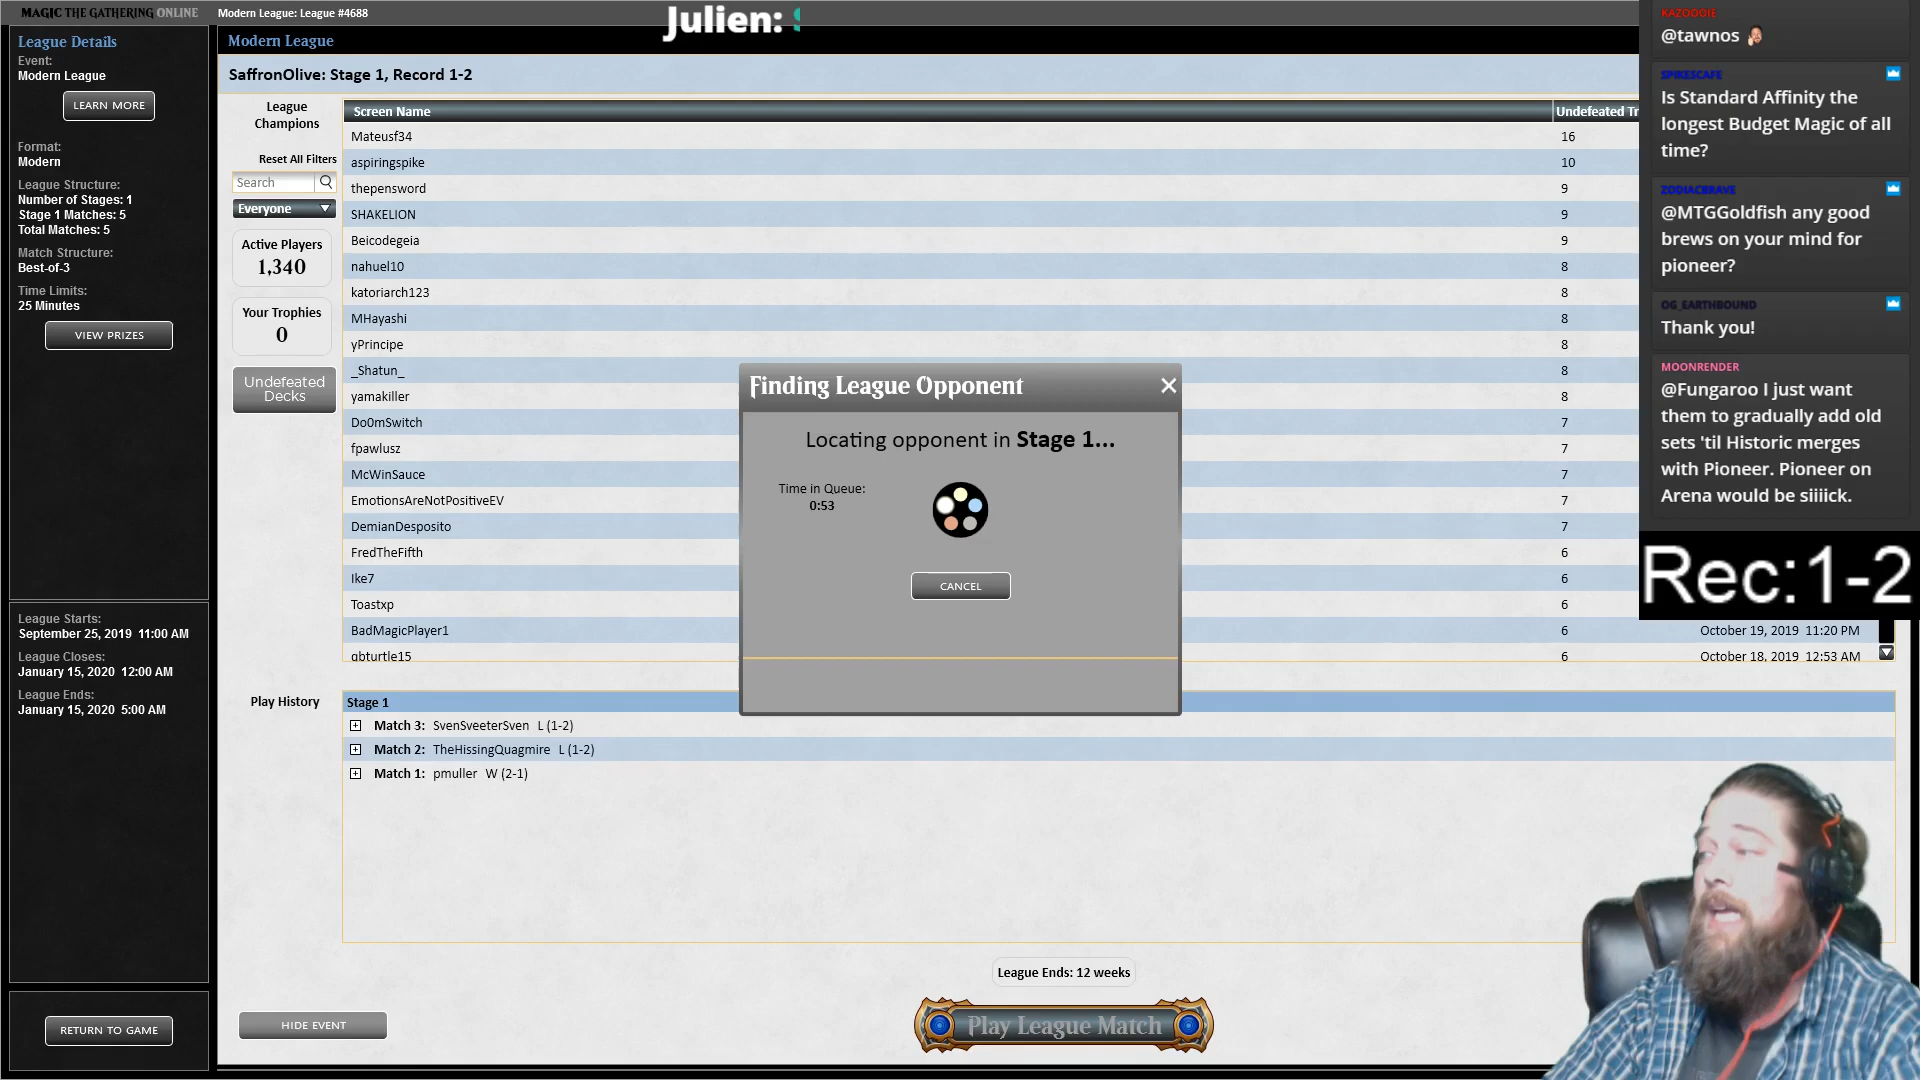 MAGIC THE GATHERING ONLINE
Modern League: League #4688
Julien:
League Details
Event:
Modern League
LEARN MORE
Format:
Modern
League Structure:
Number of Stages: 1
Stage 1 Matches: 5
Total Matches: 5
Match Structure:
Best-of-3
Time Limits:
25 Minutes
VIEW PRIZES
League Starts:
September 25, 2019 11:00 AM
League Closes:
January 15, 2020 12:00 AM
League Ends:
January 15, 2020 5:00 AM
RETURN TO GAME
Modern League
SaffronOlive: Stage 1, Record 1-2
League
Champions
Reset All Filters
Search
Everyone
Active Players
1,340
Your Trophies
0
Undefeated
Decks
Screen Name Undefeated Tr
Mateusf34 16
aspiringspike 10
thepensword 9
SHAKELION 9
Beicodegeia 9
nahuel10 8
katoriarch123 8
MHayashi 8
yPrincipe 8
_Shatun_ 8
yamakiller 8
Do0mSwitch 7
fpawlusz 7
McWinSauce 7
EmotionsAreNotPositiveEV 7
DemianDesposito 7
FredTheFifth 6
Ike7 6
Toastxp 6
BadMagicPlayer1 6 October 19, 2019 11:20 PM
gbturtle15 6 October 18, 2019 12:53 AM
Finding League Opponent
Locating opponent in Stage 1...
Time in Queue:
0:53
CANCEL
Play History
Stage 1
Match 3: SvenSveeterSven L (1-2)
Match 2: TheHissingQuagmire L (1-2)
Match 1: pmuller W (2-1)
League Ends: 12 weeks
HIDE EVENT
Play League Match
KAZOOGIE
@tawnos
SPIKESCAFE
Is Standard Affinity the
longest Budget Magic of all
time?
ZODIACBRAVE
@MTGGoldfish any good
brews on your mind for
pioneer?
OG_EARTHBOUND
Thank you!
MOONRENDER
@Fungaroo I just want
them to gradually add old
sets 'til Historic merges
with Pioneer. Pioneer on
Arena would be siiiick.
Rec:1-2